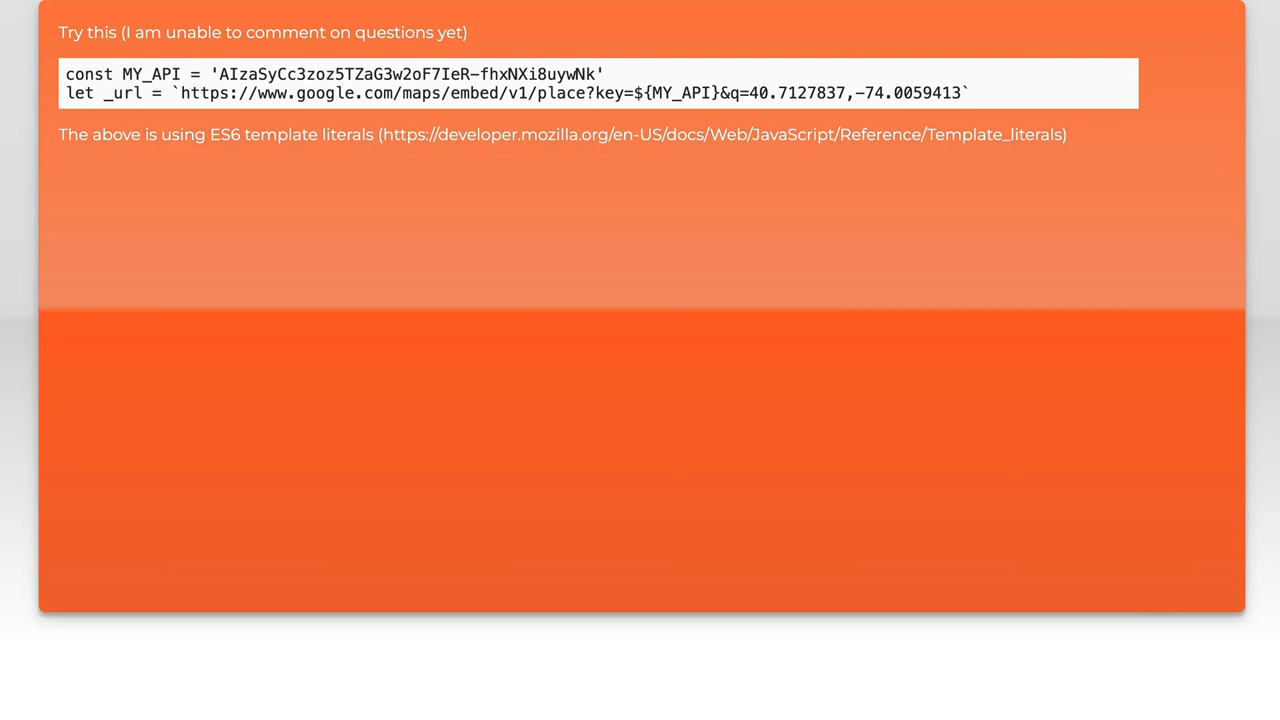 Try this (I am unable to comment on questions yet)
const MY_API = 'AIzaSyCc3zoz5TZaG3w2oF7IeR-fhxNXi8uywNk'
let _url = `https://www.google.com/maps/embed/v1/place?key=${MY_API}&q=40.7127837,-74.0059413`
The above is using ES6 template literals (https://developer.mozilla.org/en-US/docs/Web/JavaScript/Reference/Template_literals)